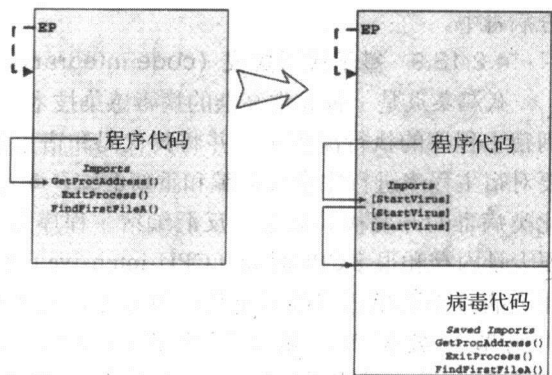 EP
程序代码
Imports
GetProcAddress()
ExitProcess()
FindFirstFileA()
EP
程序代码
Imports
[StartVirus]
[StartVirus]
[StartVirus]
病毒代码
Saved Imports
GetProcAddress()
ExitProcess()
FindFirstFileA()